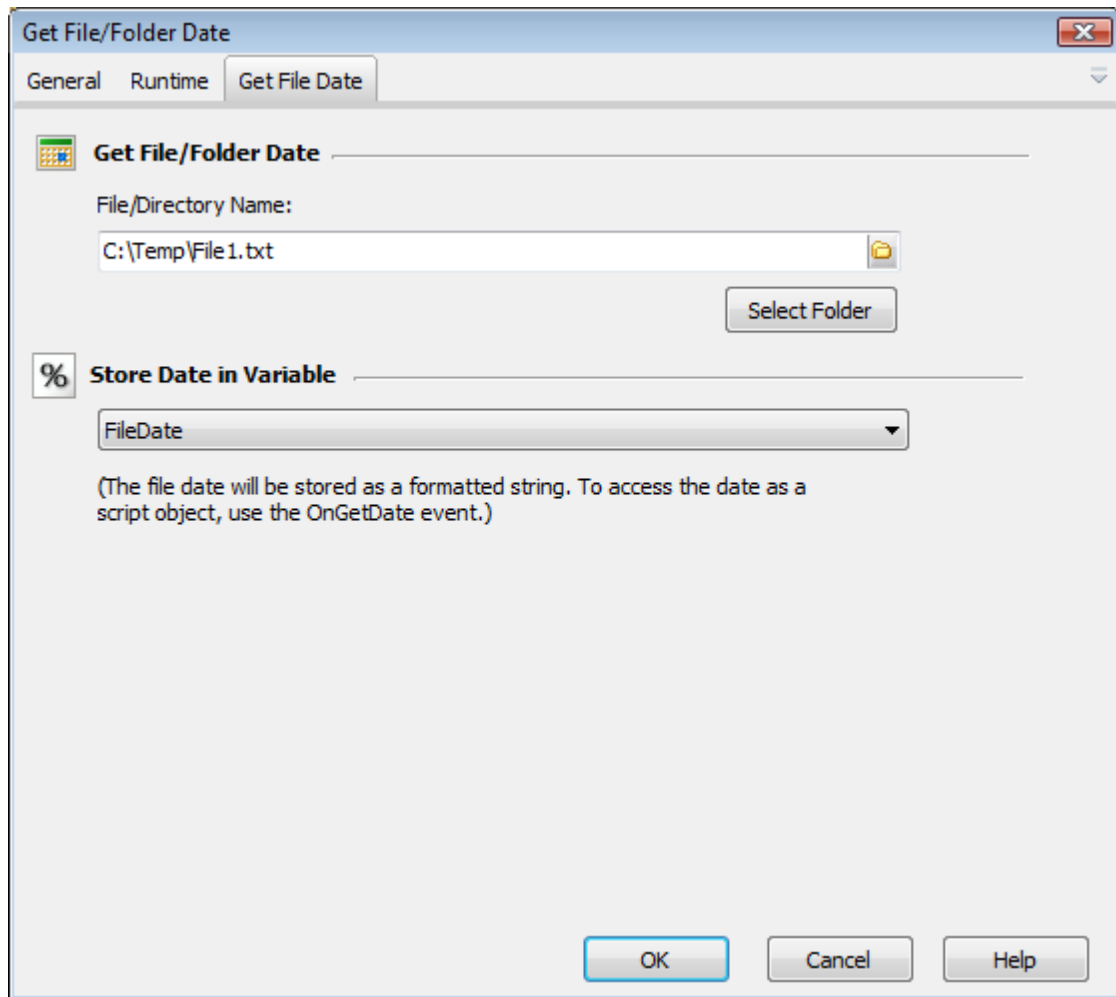 Get File/Folder Date
General Runtime Get File Date
Get File/Folder Date
File/Directory Name:
C:\Temp\File1.txt
Select Folder
% Store Date in Variable
FileDate
(The file date will be stored as a formatted string. To access the date as a
script object, use the OnGetDate event.)
OK Cancel Help